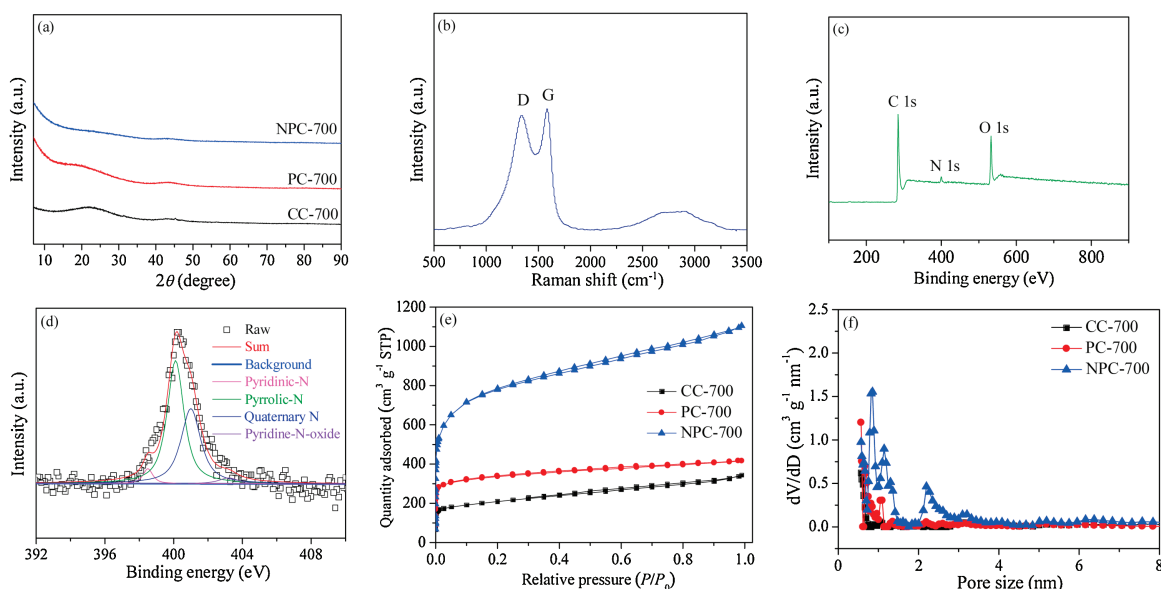 (a)
Intensity (a.u.)
NPC-700
PC-700
CC-700
10 20 30 40 50 60 70 80 90
2θ (degree)
(b)
Intensity (a.u.)
D G
500 1000 1500 2000 2500 3000 3500
Raman shift (cm⁻¹)
(c)
Intensity (a.u.)
C 1s
N 1s
O 1s
200 400 600 800
Binding energy (eV)
(d)
Intensity (a.u.)
Raw
Sum
Background
Pyridinic-N
Pyrrolic-N
Quaternary N
Pyridine-N-oxide
392 396 400 404 408
Binding energy (eV)
(e)
Quantity adsorbed (cm³ g⁻¹ STP)
1200
1000
800
600
400
200
0
CC-700
PC-700
NPC-700
0.0 0.2 0.4 0.6 0.8 1.0
Relative pressure (P/P₀)
(f)
dV/dD (cm³ g⁻¹ nm⁻¹)
2.5
2.0
1.5
1.0
0.5
0.0
CC-700
PC-700
NPC-700
0 1 2 3 4 5 6 7 8
Pore size (nm)